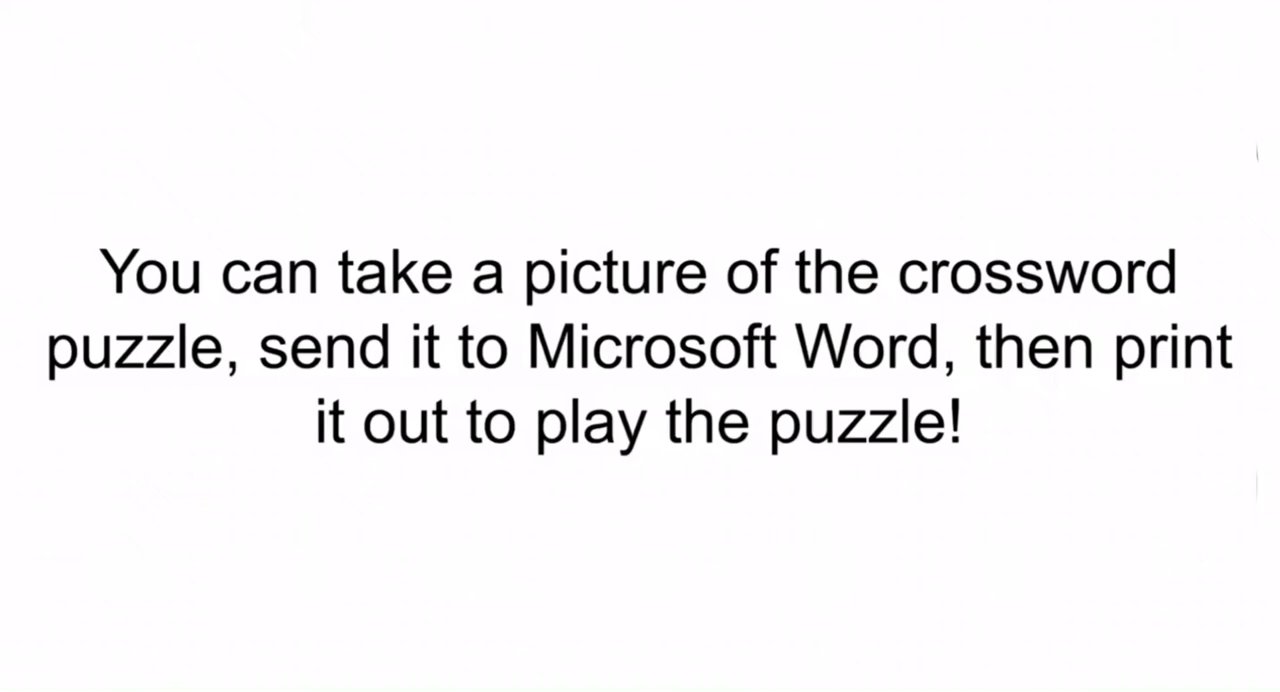 You can take a picture of the crossword
puzzle, send it to Microsoft Word, then print
it out to play the puzzle!